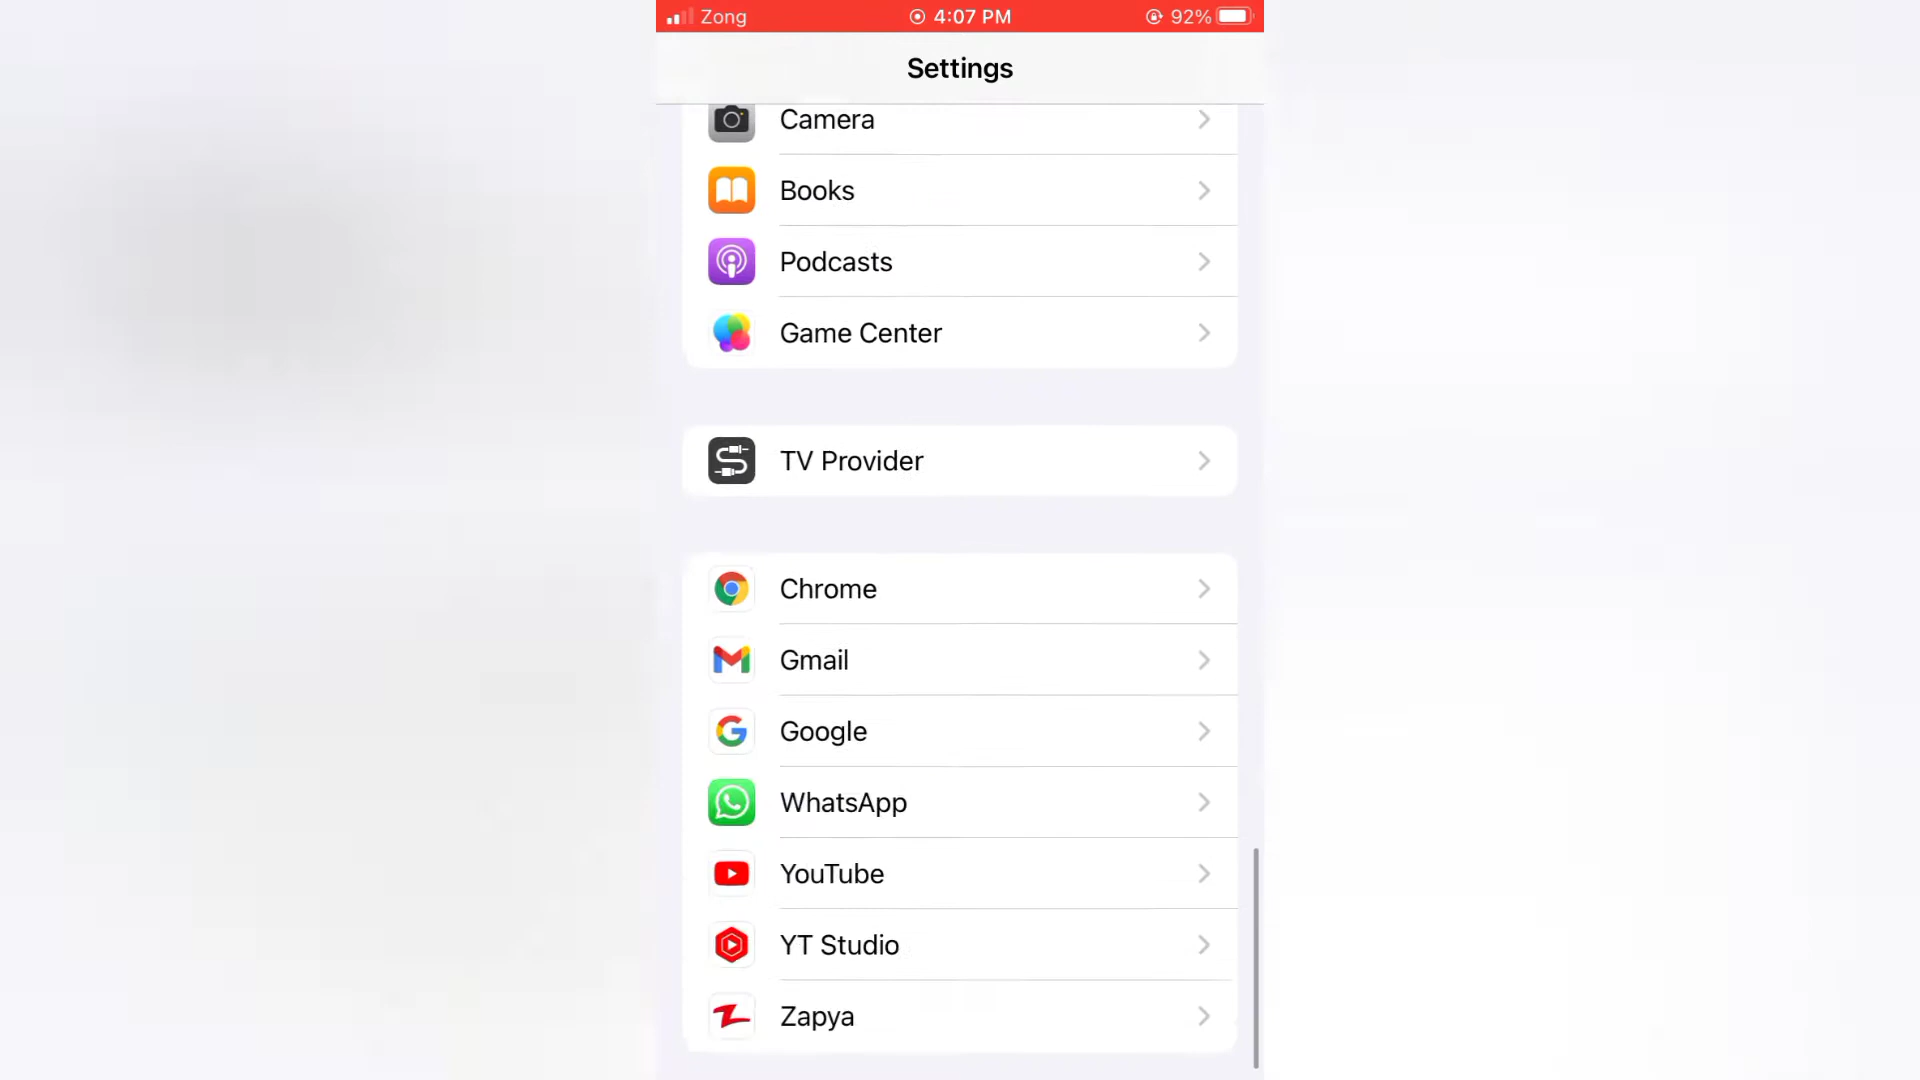 Zong 4:07 PM 92%
Settings
Camera
Books
Podcasts
Game Center
TV Provider
Chrome
Gmail
Google
WhatsApp
YouTube
YT Studio
Zapya